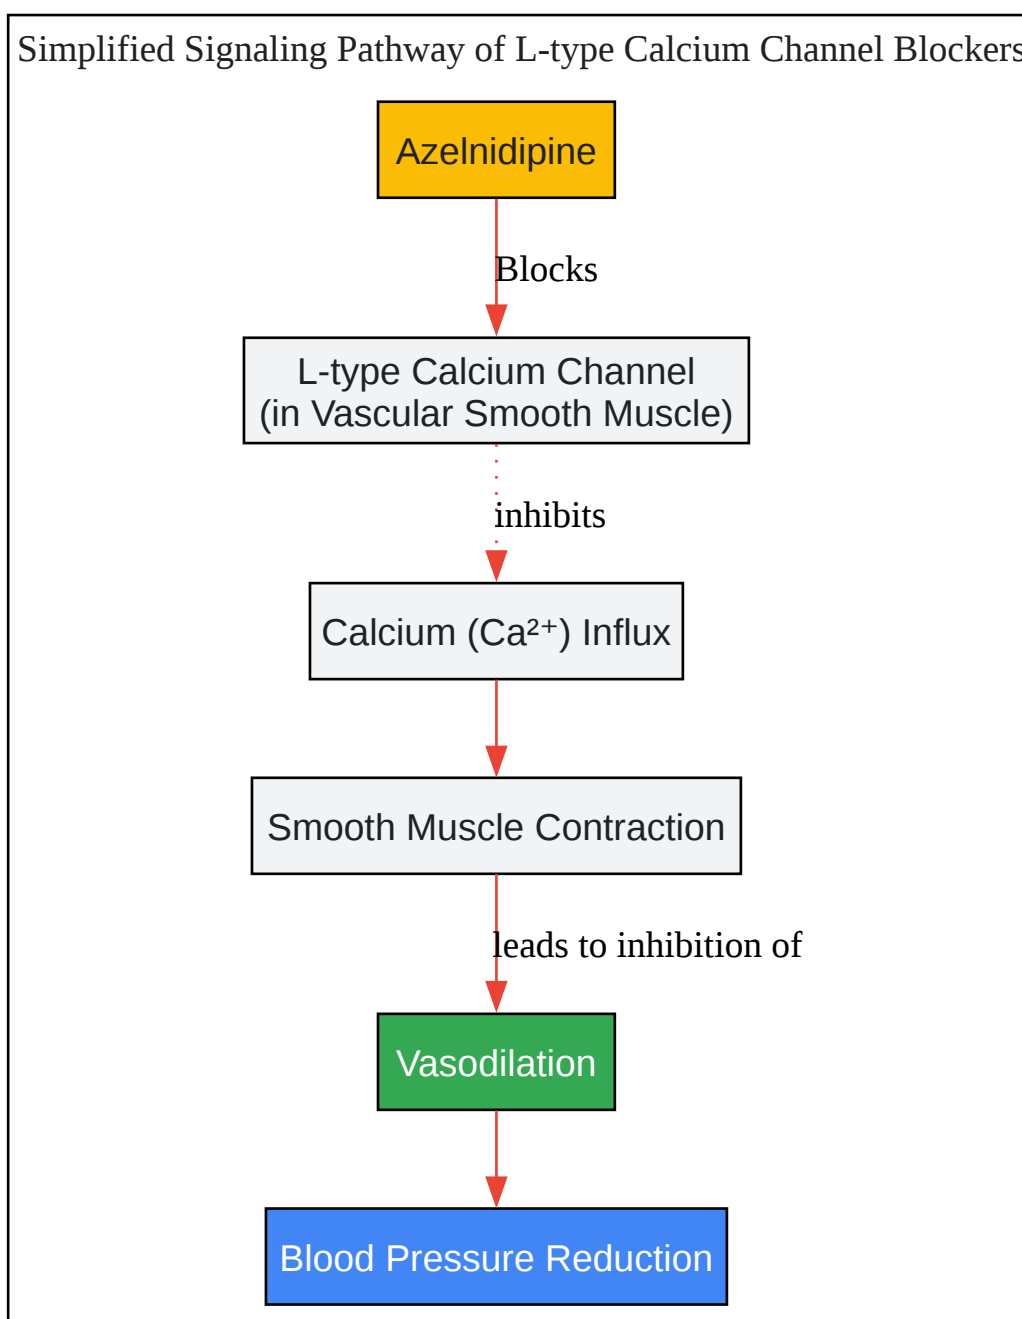 Simplified Signaling Pathway of L-type Calcium Channel Blockers
Azelnidipine
Blocks
L-type Calcium Channel
(in Vascular Smooth Muscle)
inhibits
Calcium (Ca²⁺) Influx
Smooth Muscle Contraction
leads to inhibition of
Vasodilation
Blood Pressure Reduction